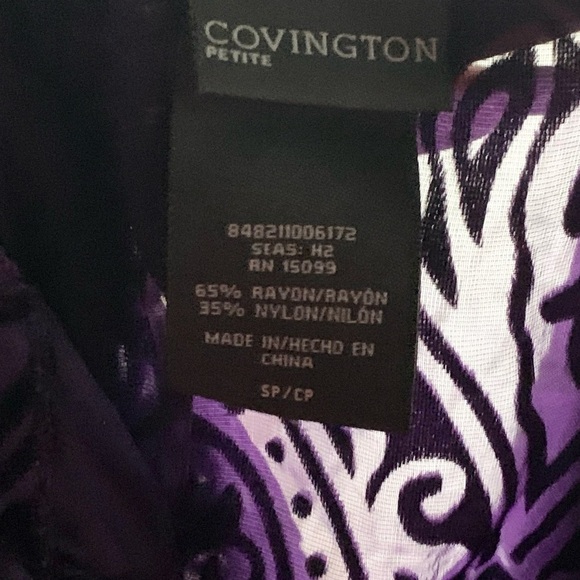 COVINGTON
PETITE
848211006172
SEAS: H2
RN 15099
65% RAYON/RAYÓN
35% NYLON/NILÓN
MADE IN/HECHO EN
CHINA
SP/CP